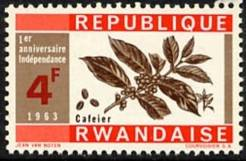 REPUBLIQUE
1er
anniversaire
Indépendance
4F
1963
Cafeier
RWANDAISE
JEAN VAN NOTEN
COURVOISIER S.A.